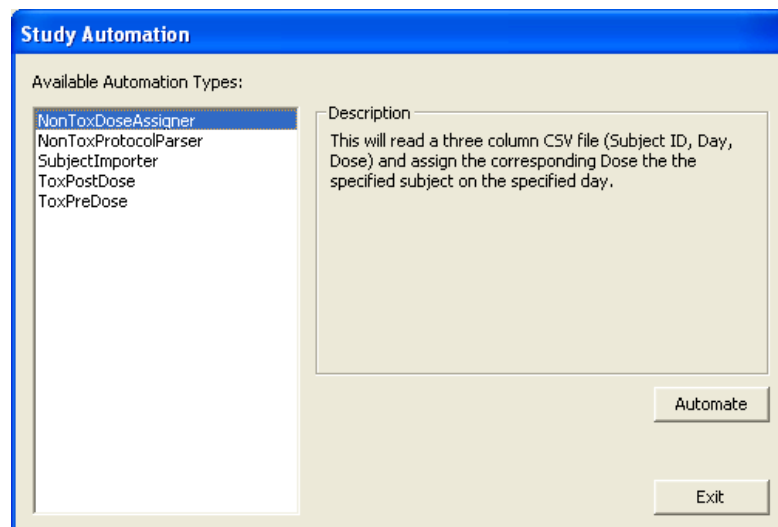 Study Automation
Available Automation Types:
NonToxDoseAssigner
NonToxProtocolParser
SubjectImporter
ToxPostDose
ToxPreDose
Description
This will read a three column CSV file (Subject ID, Day,
Dose) and assign the corresponding Dose the the
specified subject on the specified day.
Automate
Exit